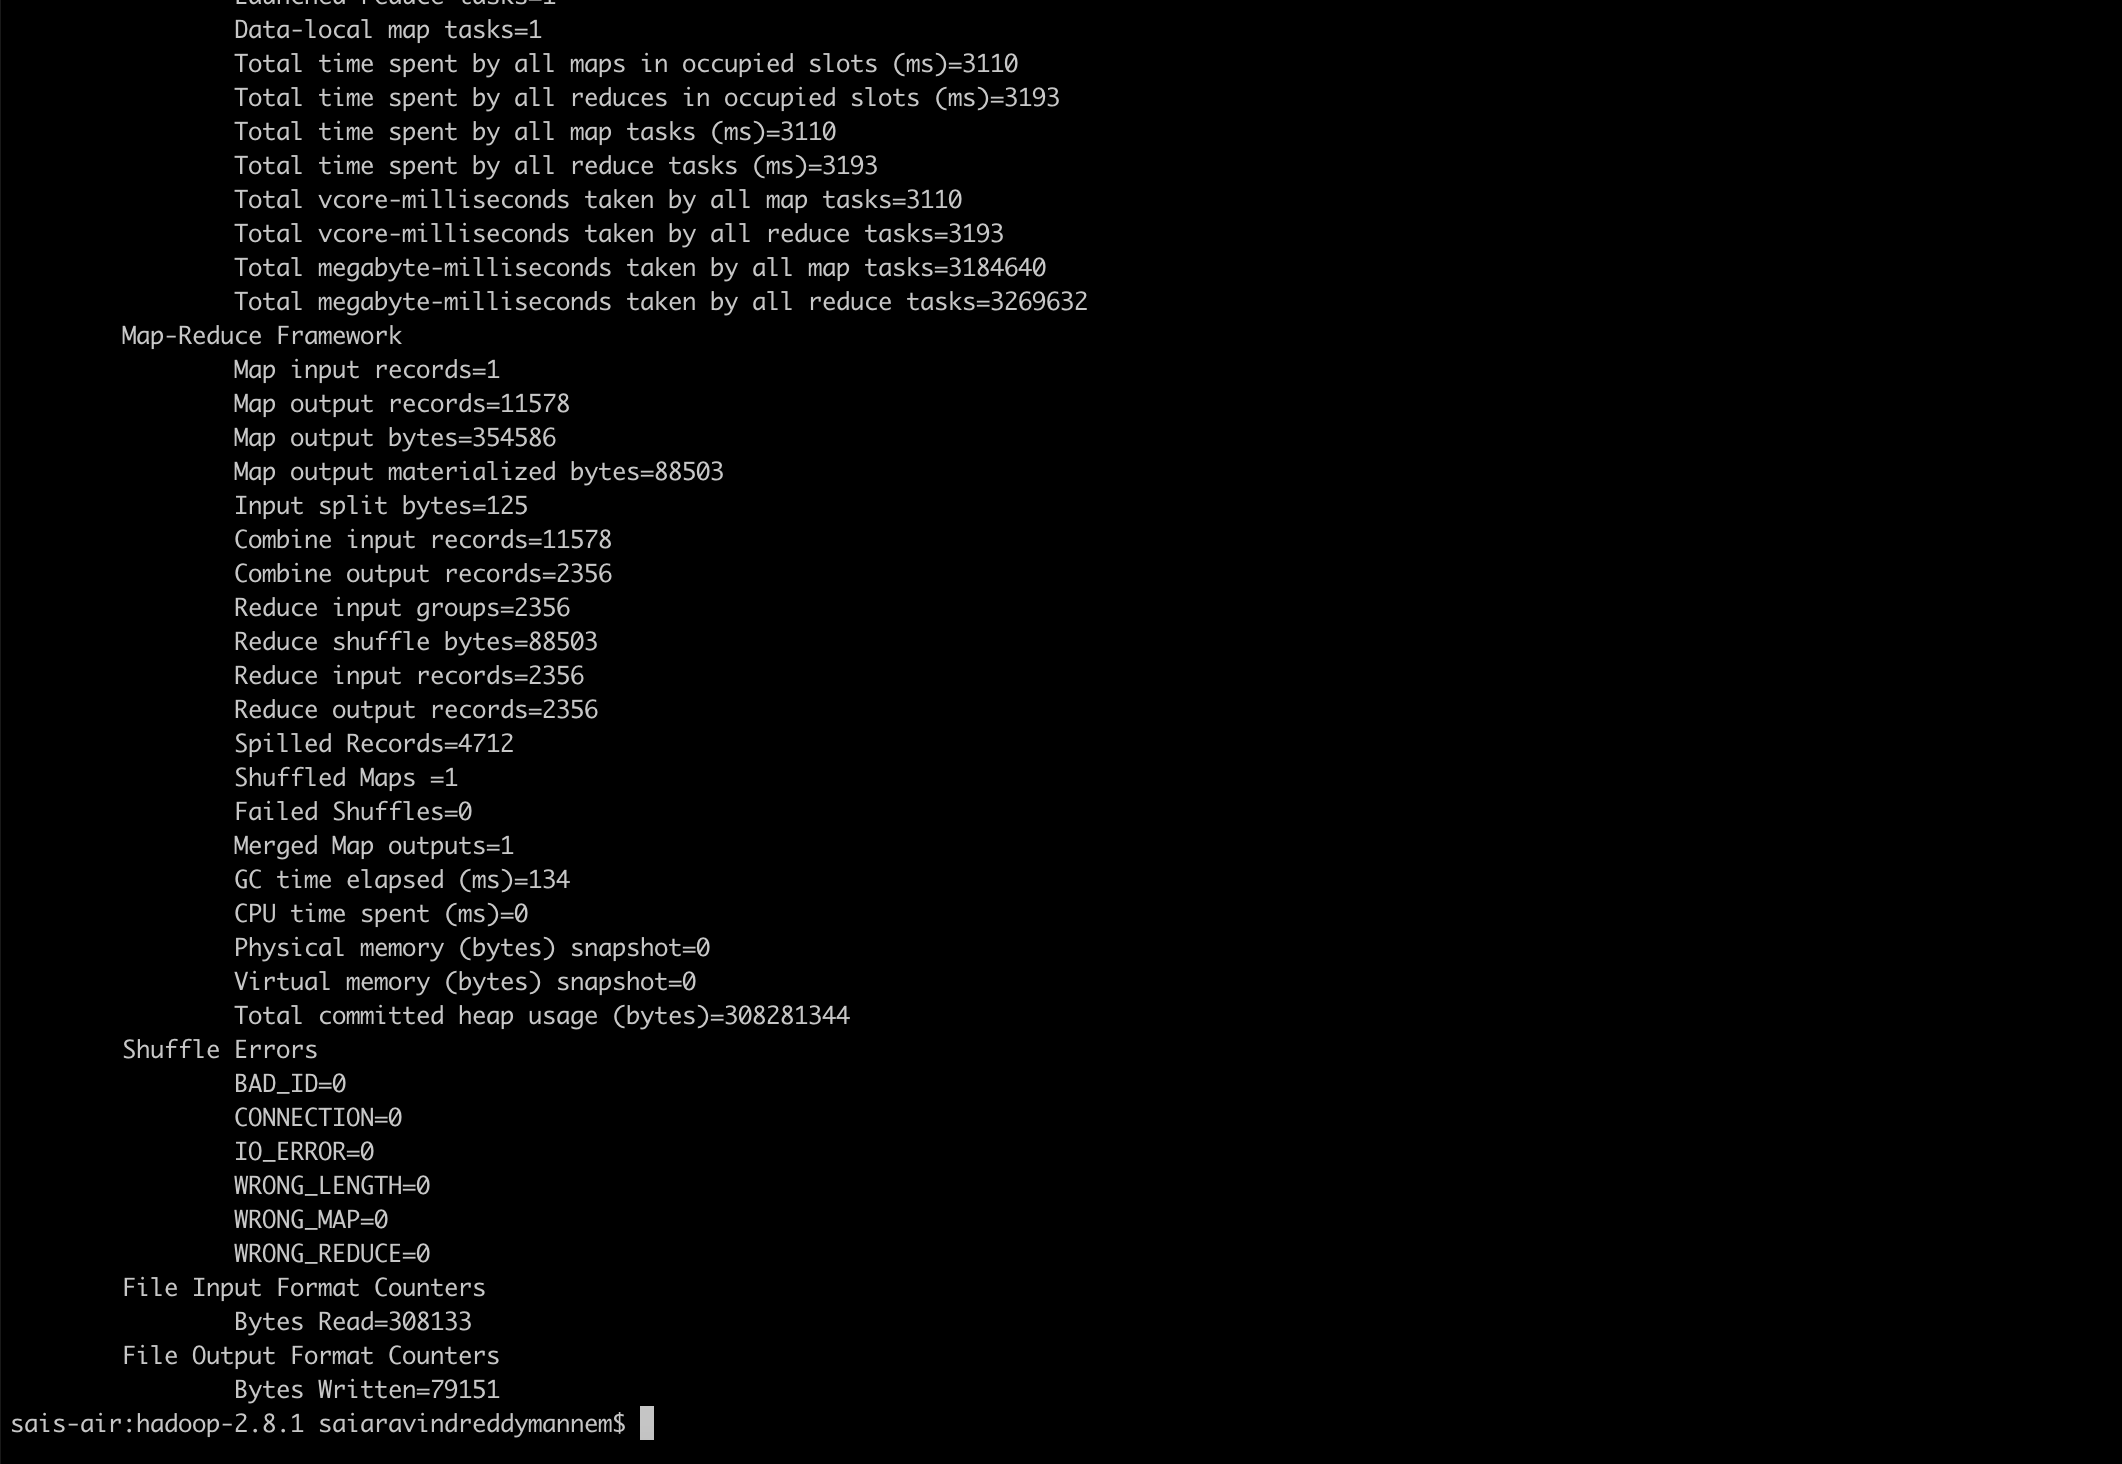 Launched reduce tasks=1
Data-local map tasks=1
Total time spent by all maps in occupied slots (ms)=3110
Total time spent by all reduces in occupied slots (ms)=3193
Total time spent by all map tasks (ms)=3110
Total time spent by all reduce tasks (ms)=3193
Total vcore-milliseconds taken by all map tasks=3110
Total vcore-milliseconds taken by all reduce tasks=3193
Total megabyte-milliseconds taken by all map tasks=3184640
Total megabyte-milliseconds taken by all reduce tasks=3269632
Map-Reduce Framework
Map input records=1
Map output records=11578
Map output bytes=354586
Map output materialized bytes=88503
Input split bytes=125
Combine input records=11578
Combine output records=2356
Reduce input groups=2356
Reduce shuffle bytes=88503
Reduce input records=2356
Reduce output records=2356
Spilled Records=4712
Shuffled Maps =1
Failed Shuffles=0
Merged Map outputs=1
GC time elapsed (ms)=134
CPU time spent (ms)=0
Physical memory (bytes) snapshot=0
Virtual memory (bytes) snapshot=0
Total committed heap usage (bytes)=308281344
Shuffle Errors
BAD_ID=0
CONNECTION=0
IO_ERROR=0
WRONG_LENGTH=0
WRONG_MAP=0
WRONG_REDUCE=0
File Input Format Counters
Bytes Read=308133
File Output Format Counters
Bytes Written=79151
sais-air:hadoop-2.8.1 saiaravindreddymannem$